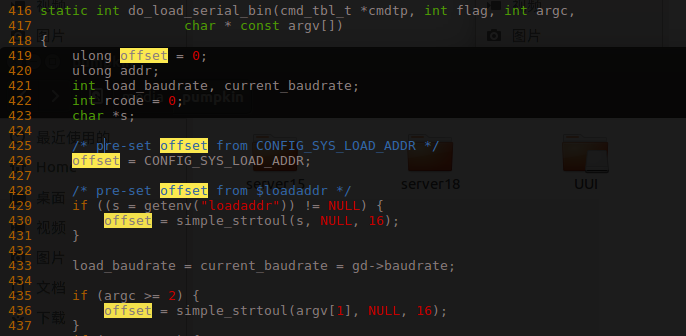 416 static int do_load_serial_bin(cmd_tbl_t *cmdtp, int flag, int argc,
417                   char * const argv[])
418 {
419     ulong offset = 0;
420     ulong addr;
421     int load_baudrate, current_baudrate;
422     int rcode = 0;
423     char *s;
424
425     /* pre-set offset from CONFIG_SYS_LOAD_ADDR */
426     offset = CONFIG_SYS_LOAD_ADDR;
427
428     /* pre-set offset from $loadaddr */
429     if ((s = getenv("loadaddr")) != NULL) {
430         offset = simple_strtoul(s, NULL, 16);
431     }
432
433     load_baudrate = current_baudrate = gd->baudrate;
434
435     if (argc >= 2) {
436         offset = simple_strtoul(argv[1], NULL, 16);
437     }
图片
图片
pumpkin
最近使用的
Home
桌面
视频
图片
文档
下载
server15
server18
UUI